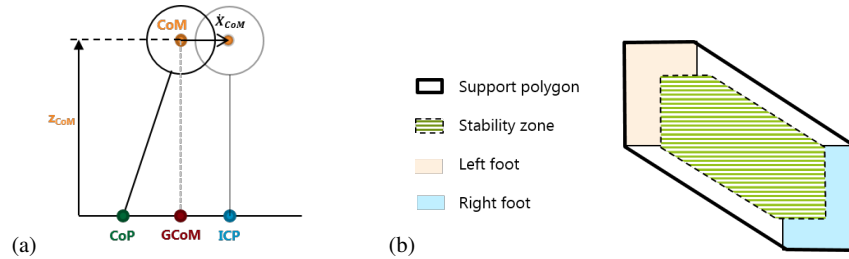 CoM
Ẋ_CoM
z_CoM
CoP
GCoM
ICP
(a)
Support polygon
Stability zone
Left foot
Right foot
(b)